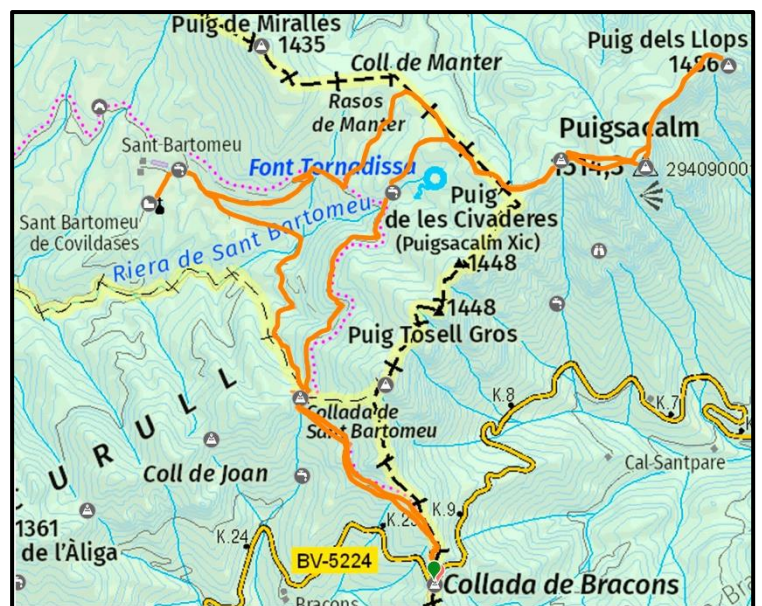 Puig de Miralles
1435
Puig dels Llops
1486
Coll de Manter
Rasos
de Manter
Puigsacalm
1514,5
29409000
Sant Bartomeu
Font Tornadissa
Puig
de les Civaderes
(Puigsacalm Xic)
1448
Sant Bartomeu
de Covildases
Riera de Sant Bartomeu
1448
Puig Tosell Gros
K.8
K.7
K
Collada de
Sant Bartomeu
URULL
Coll de Joan
Cal-Santpare
1361
de l'Àliga
K.24
K.23
K.9
BV-5224
Collada de Bracons
Bracons
Bra